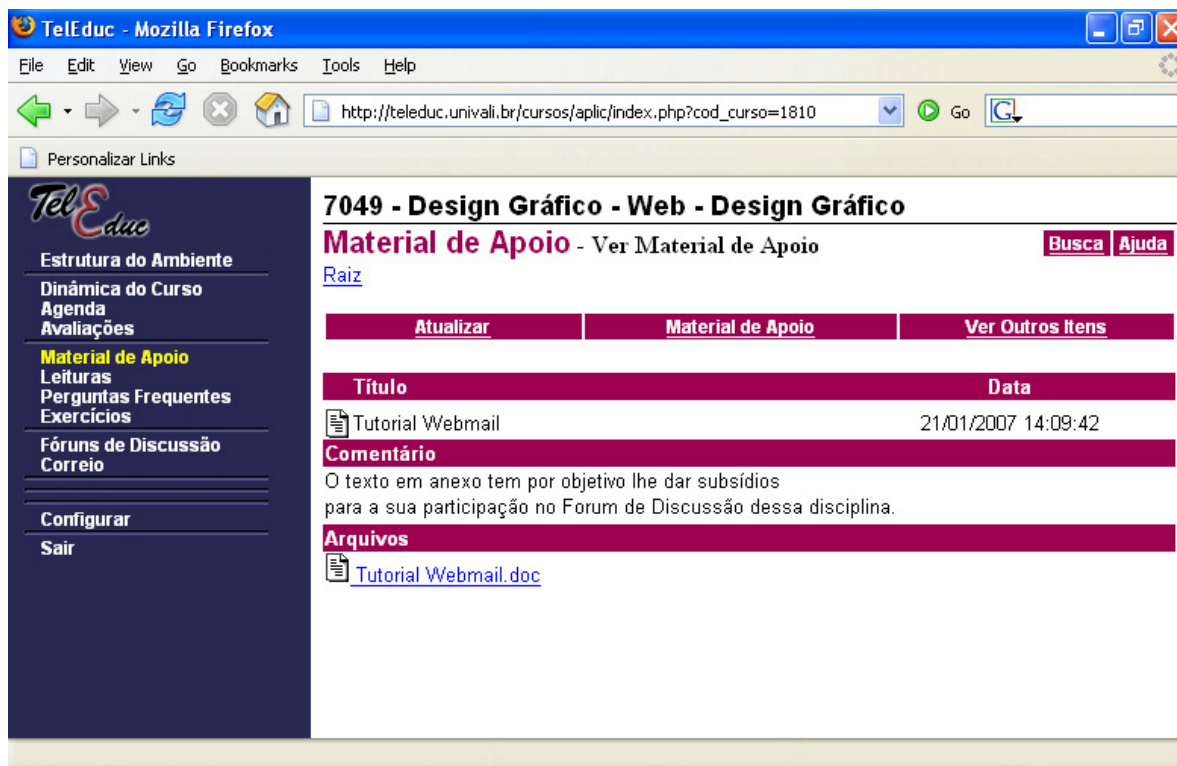 TelEduc - Mozilla Firefox
File Edit View Go Bookmarks Tools Help
http://teleduc.univali.br/cursos/aplic/index.php?cod_curso=1810 Go G
Personalizar Links
TelEduc
Estrutura do Ambiente
Dinâmica do Curso
Agenda
Avaliações
Material de Apoio
Leituras
Perguntas Frequentes
Exercícios
Fóruns de Discussão
Correio
Configurar
Sair
7049 - Design Gráfico - Web - Design Gráfico
Material de Apoio - Ver Material de Apoio Busca Ajuda
Raiz
Atualizar Material de Apoio Ver Outros Itens
Título Data
Tutorial Webmail 21/01/2007 14:09:42
Comentário
O texto em anexo tem por objetivo lhe dar subsídios
para a sua participação no Forum de Discussão dessa disciplina.
Arquivos
Tutorial Webmail.doc